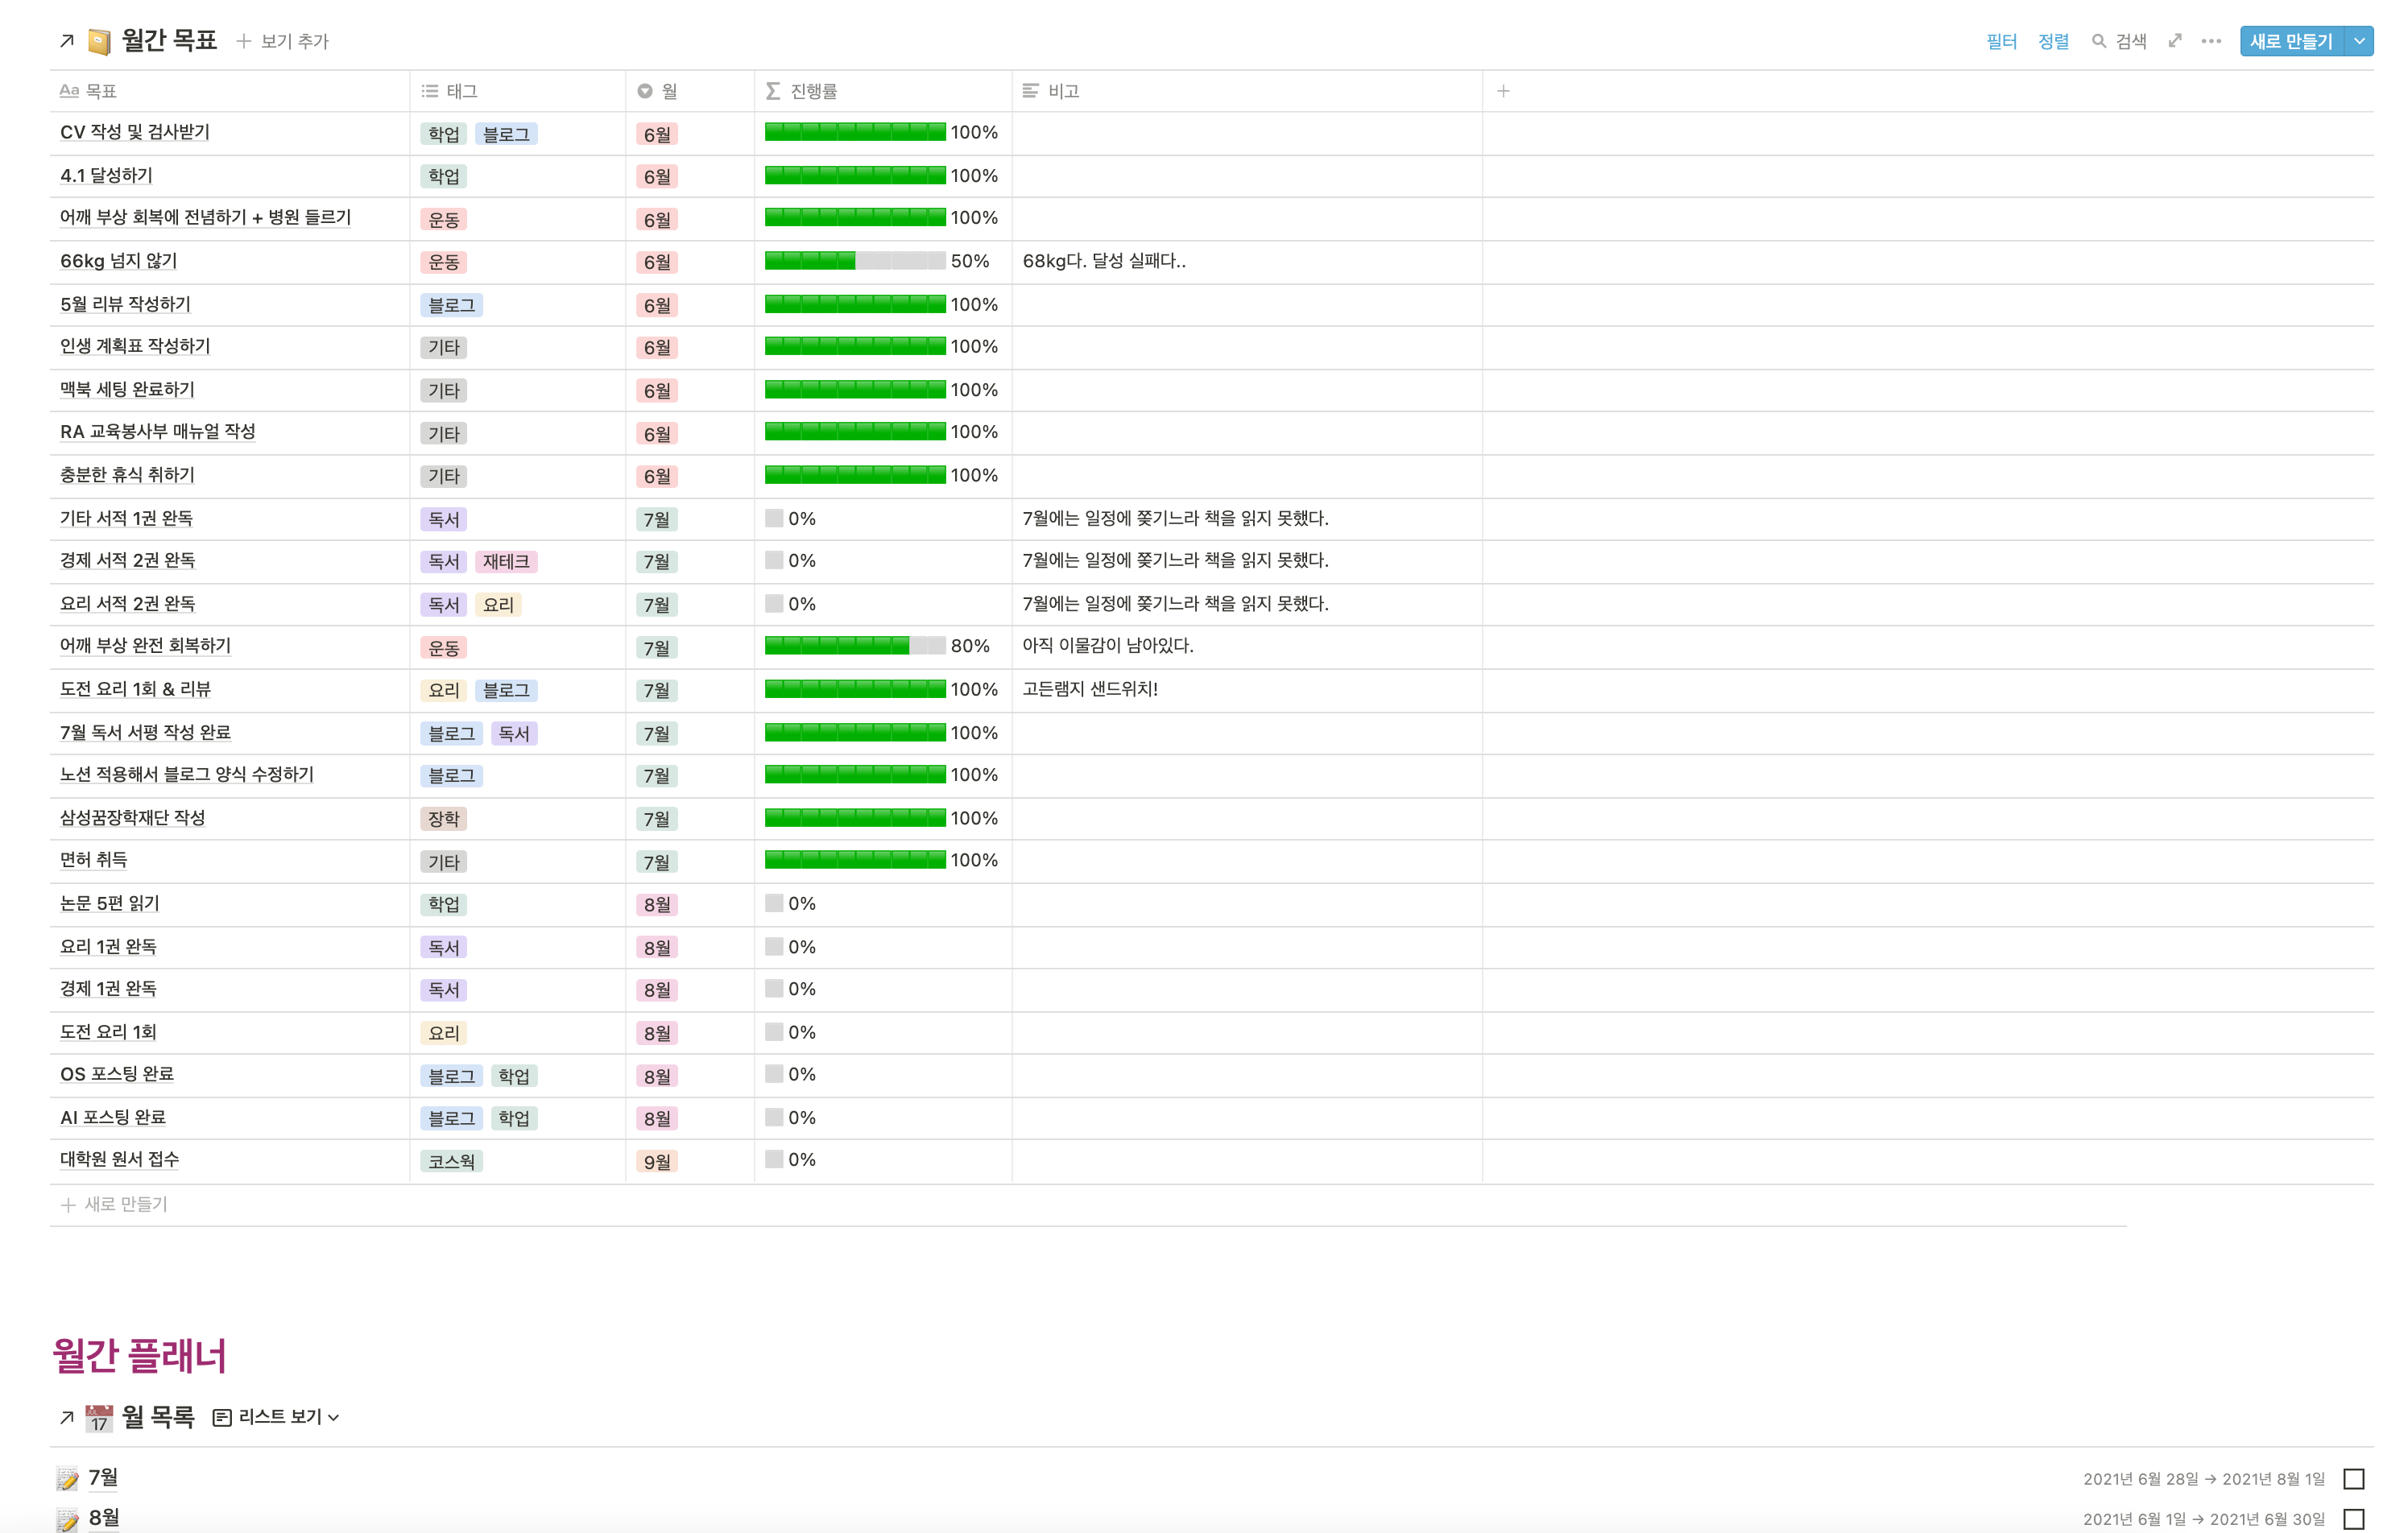 월간 목표 + 보기 추가 필터 정렬 검색 새로 만들기
Aa 목표 태그 월 진행률 비고
CV 작성 및 검사받기 학업 블로그 6월 100%
4.1 달성하기 학업 6월 100%
어깨 부상 회복에 전념하기 + 병원 들르기 운동 6월 100%
66kg 넘지 않기 운동 6월 50% 68kg다. 달성 실패다..
5월 리뷰 작성하기 블로그 6월 100%
인생 계획표 작성하기 기타 6월 100%
맥북 세팅 완료하기 기타 6월 100%
RA 교육봉사부 매뉴얼 작성 기타 6월 100%
충분한 휴식 취하기 기타 6월 100%
기타 서적 1권 완독 독서 7월 0% 7월에는 일정에 쫒기느라 책을 읽지 못했다.
경제 서적 2권 완독 독서 재테크 7월 0% 7월에는 일정에 쫒기느라 책을 읽지 못했다.
요리 서적 2권 완독 독서 요리 7월 0% 7월에는 일정에 쫒기느라 책을 읽지 못했다.
어깨 부상 완전 회복하기 운동 7월 80% 아직 이물감이 남아있다.
도전 요리 1회 & 리뷰 요리 블로그 7월 100% 고든램지 샌드위치!
7월 독서 서평 작성 완료 블로그 독서 7월 100%
노션 적용해서 블로그 양식 수정하기 블로그 7월 100%
삼성꿈장학재단 작성 장학 7월 100%
면허 취득 기타 7월 100%
논문 5편 읽기 학업 8월 0%
요리 1권 완독 독서 8월 0%
경제 1권 완독 독서 8월 0%
도전 요리 1회 요리 8월 0%
OS 포스팅 완료 블로그 학업 8월 0%
AI 포스팅 완료 블로그 학업 8월 0%
대학원 원서 접수 코스웍 9월 0%
+ 새로 만들기
월간 플래너
17 월 목록 리스트 보기
7월 2021년 6월 28일 → 2021년 8월 1일
8월 2021년 6월 1일 → 2021년 6월 30일